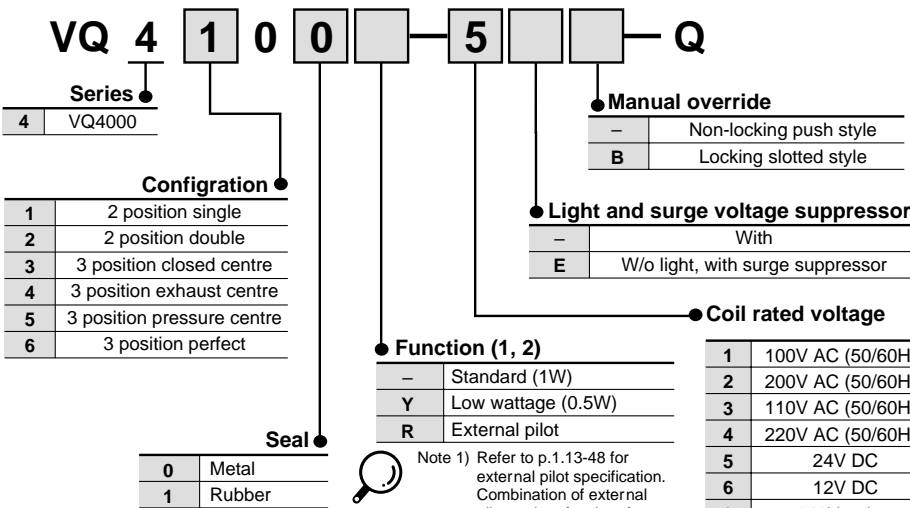 VQ 4 1 0 0 — 5 — Q
Series
4 VQ4000
Configration
1 2 position single
2 2 position double
3 3 position closed centre
4 3 position exhaust centre
5 3 position pressure centre
6 3 position perfect
Seal
0 Metal
1 Rubber
Function (1, 2)
– Standard (1W)
Y Low wattage (0.5W)
R External pilot
Note 1) Refer to p.1.13-48 for
external pilot specification.
Combination of external
Manual override
– Non-locking push style
B Locking slotted style
Light and surge voltage suppressor
– With
E W/o light, with surge suppressor
Coil rated voltage
1 100V AC (50/60H
2 200V AC (50/60H
3 110V AC (50/60H
4 220V AC (50/60H
5 24V DC
6 12V DC